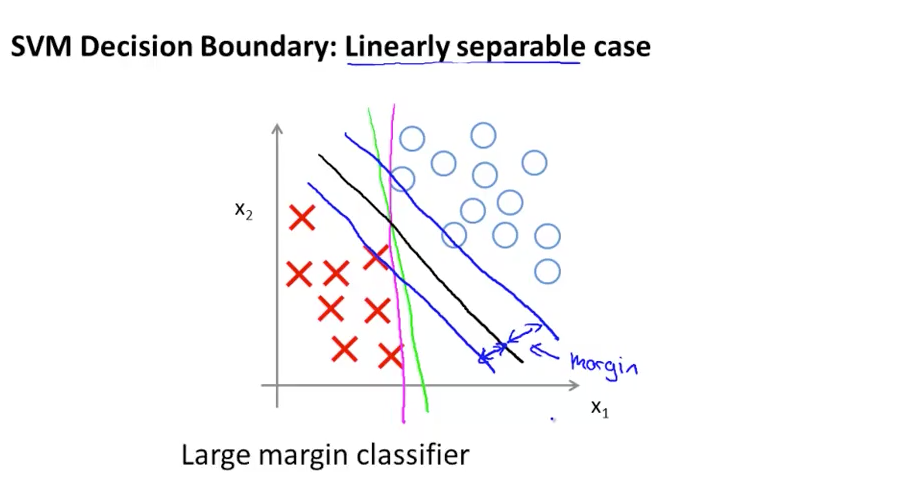 SVM Decision Boundary: Linearly separable case
x₂
margin
x₁
Large margin classifier